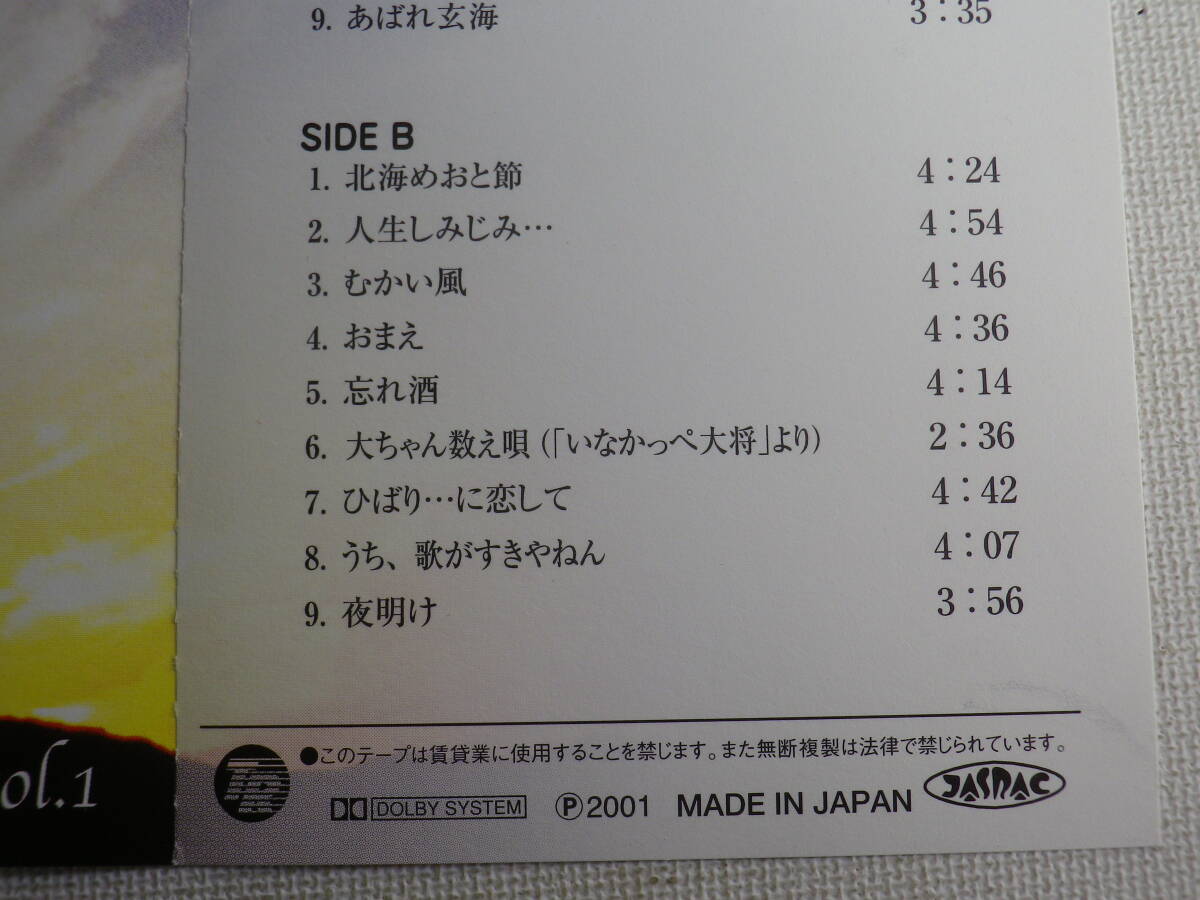 9. あばれ玄海 3：35
SIDE B
1. 北海めおと節 4：24
2. 人生しみじみ… 4：54
3. むかい風 4：46
4. おまえ 4：36
5. 忘れ酒 4：14
6. 大ちゃん数え唄(「いなかっぺ大将」より) 2：36
7. ひばり…に恋して 4：42
8. うち、歌がすきやねん 4：07
9. 夜明け 3：56
●このテープは賃貸業に使用することを禁じます。また無断複製は法律で禁じられています。
DOLBY SYSTEM Ⓟ2001 MADE IN JAPAN JASRAC
ol.1